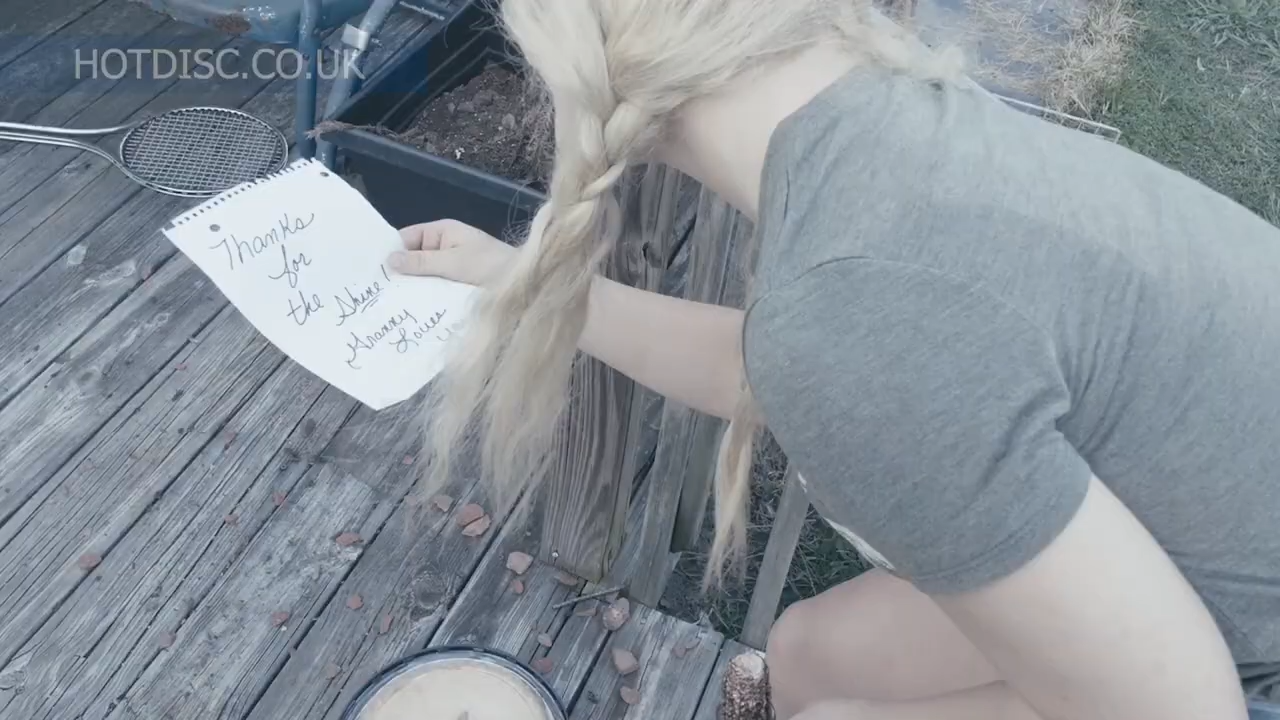 HOTDISC.CO.UK
Thanks
for
the Shine!
Granny
Loves